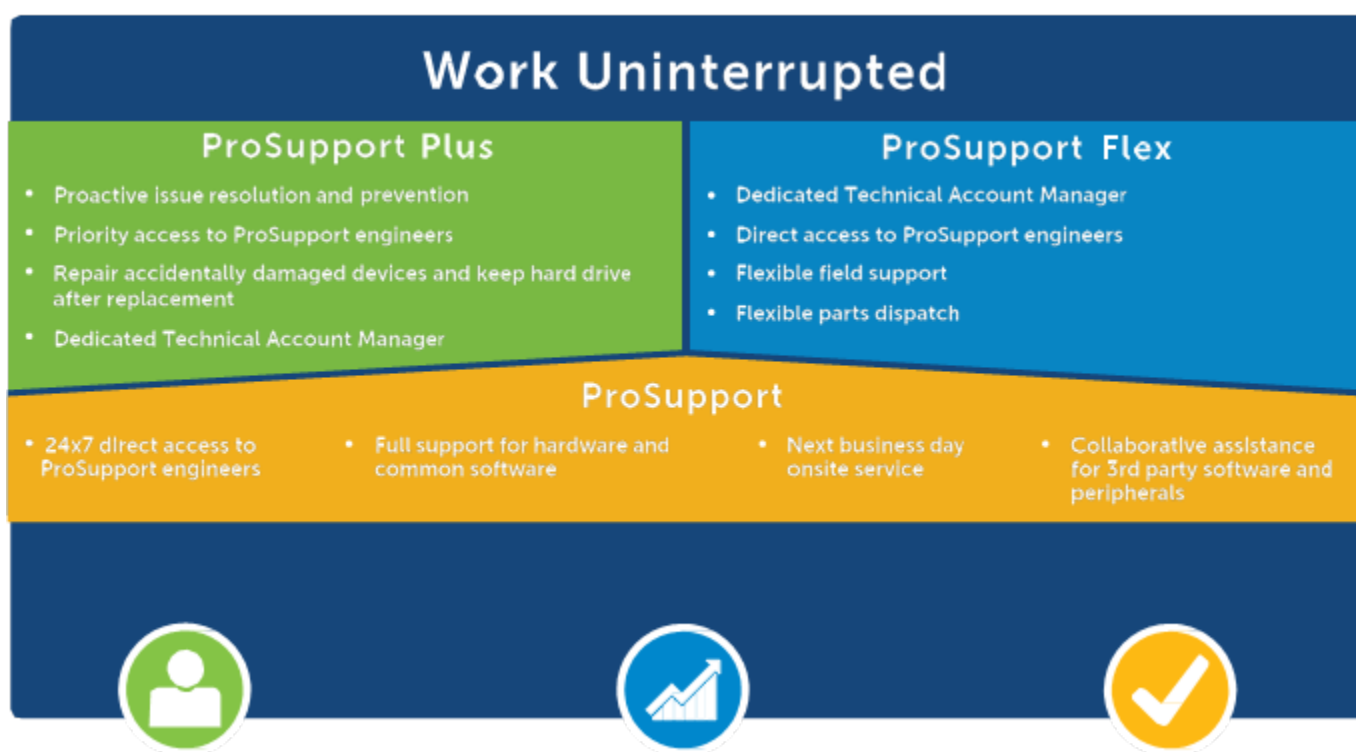 Work Uninterrupted
ProSupport Plus
• Proactive issue resolution and prevention
• Priority access to ProSupport engineers
• Repair accidentally damaged devices and keep hard drive
after replacement
• Dedicated Technical Account Manager
ProSupport Flex
• Dedicated Technical Account Manager
• Direct access to ProSupport engineers
• Flexible field support
• Flexible parts dispatch
ProSupport
• 24x7 direct access to
ProSupport engineers
• Full support for hardware and
common software
• Next business day
onsite service
• Collaborative assistance
for 3rd party software and
peripherals